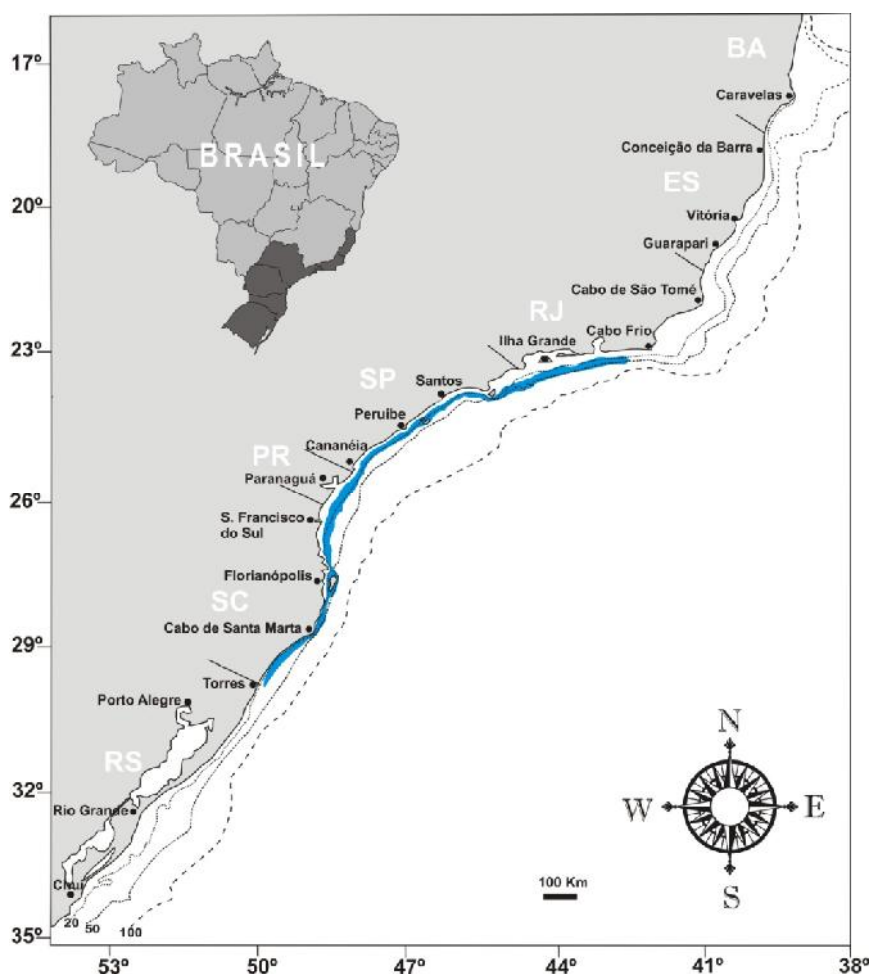 BRASIL
BA
Caravelas
Conceição da Barra
ES
Vitória
Guarapari
Cabo de São Tomé
RJ
Cabo Frio
Ilha Grande
SP
Santos
Peruíbe
Cananéia
PR
Paranaguá
S. Francisco
do Sul
Florianópolis
SC
Cabo de Santa Marta
Torres
Porto Alegre
RS
Rio Grande
Chuí
20
50
100
17º
20º
23º
26º
29º
32º
35º
53º
50º
47º
44º
41º
38º
100 Km
N
W
E
S